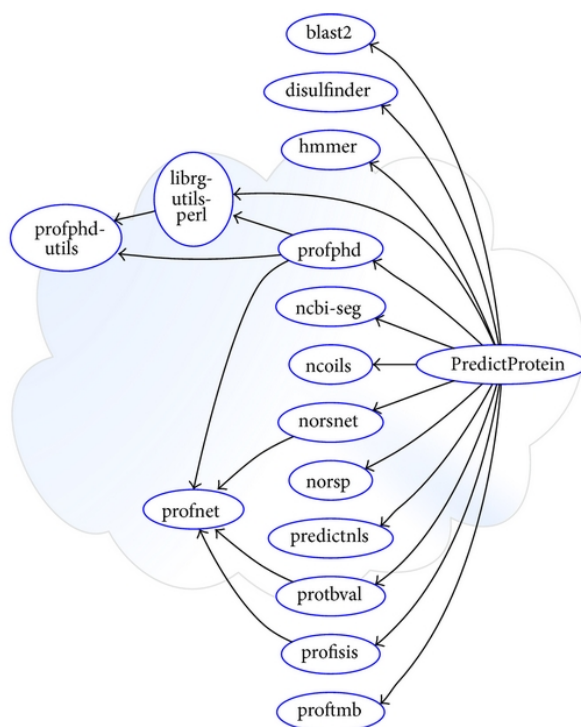 blast2
disulfinder
hmmer
librg-
utils-
perl
profphd-
utils
profphd
ncbi-seg
PredictProtein
ncoils
norsnet
norsp
profnet
predictnls
protbval
profisis
proftmb